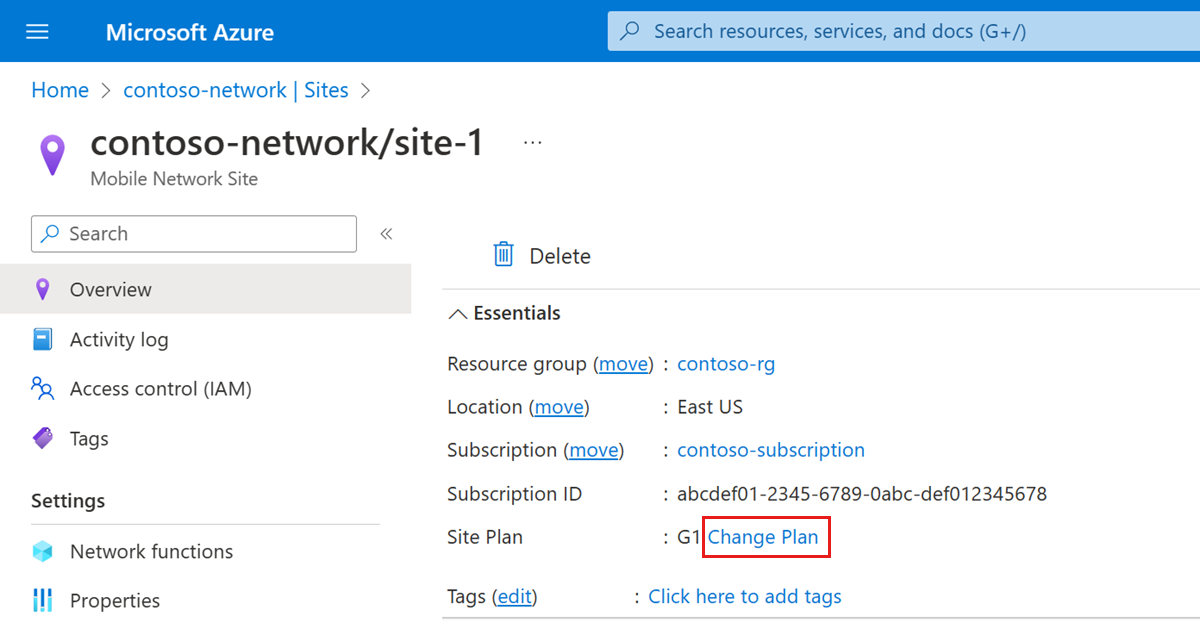 Microsoft Azure
Search resources, services, and docs (G+/)
Home > contoso-network | Sites >
contoso-network/site-1 ...
Mobile Network Site
Search
«
Overview
Activity log
Access control (IAM)
Tags
Settings
Network functions
Properties
Delete
Essentials
Resource group (move) : contoso-rg
Location (move) : East US
Subscription (move) : contoso-subscription
Subscription ID : abcdef01-2345-6789-0abc-def012345678
Site Plan : G1 Change Plan
Tags (edit) : Click here to add tags